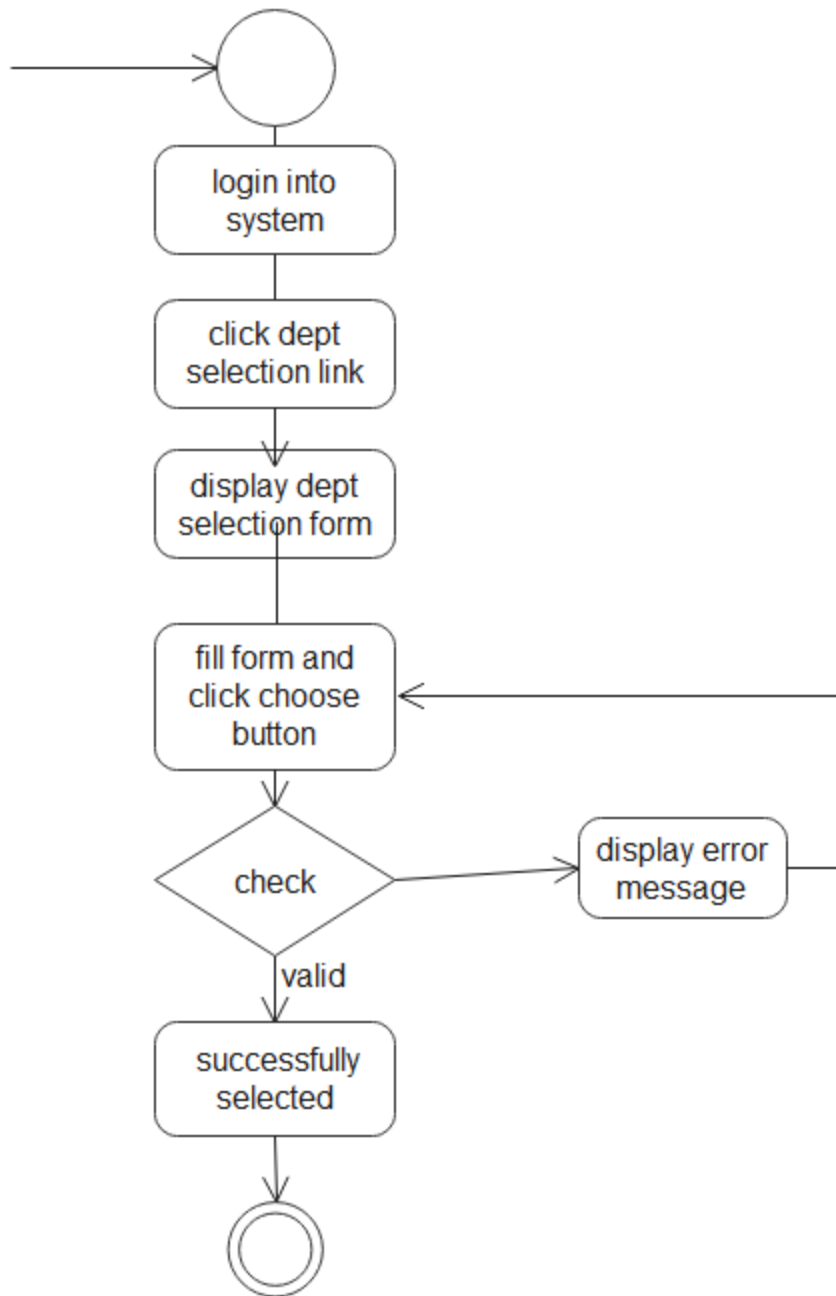 login into
system
click dept
selection link
display dept
selection form
fill form and
click choose
button
check
display error
message
valid
successfully
selected